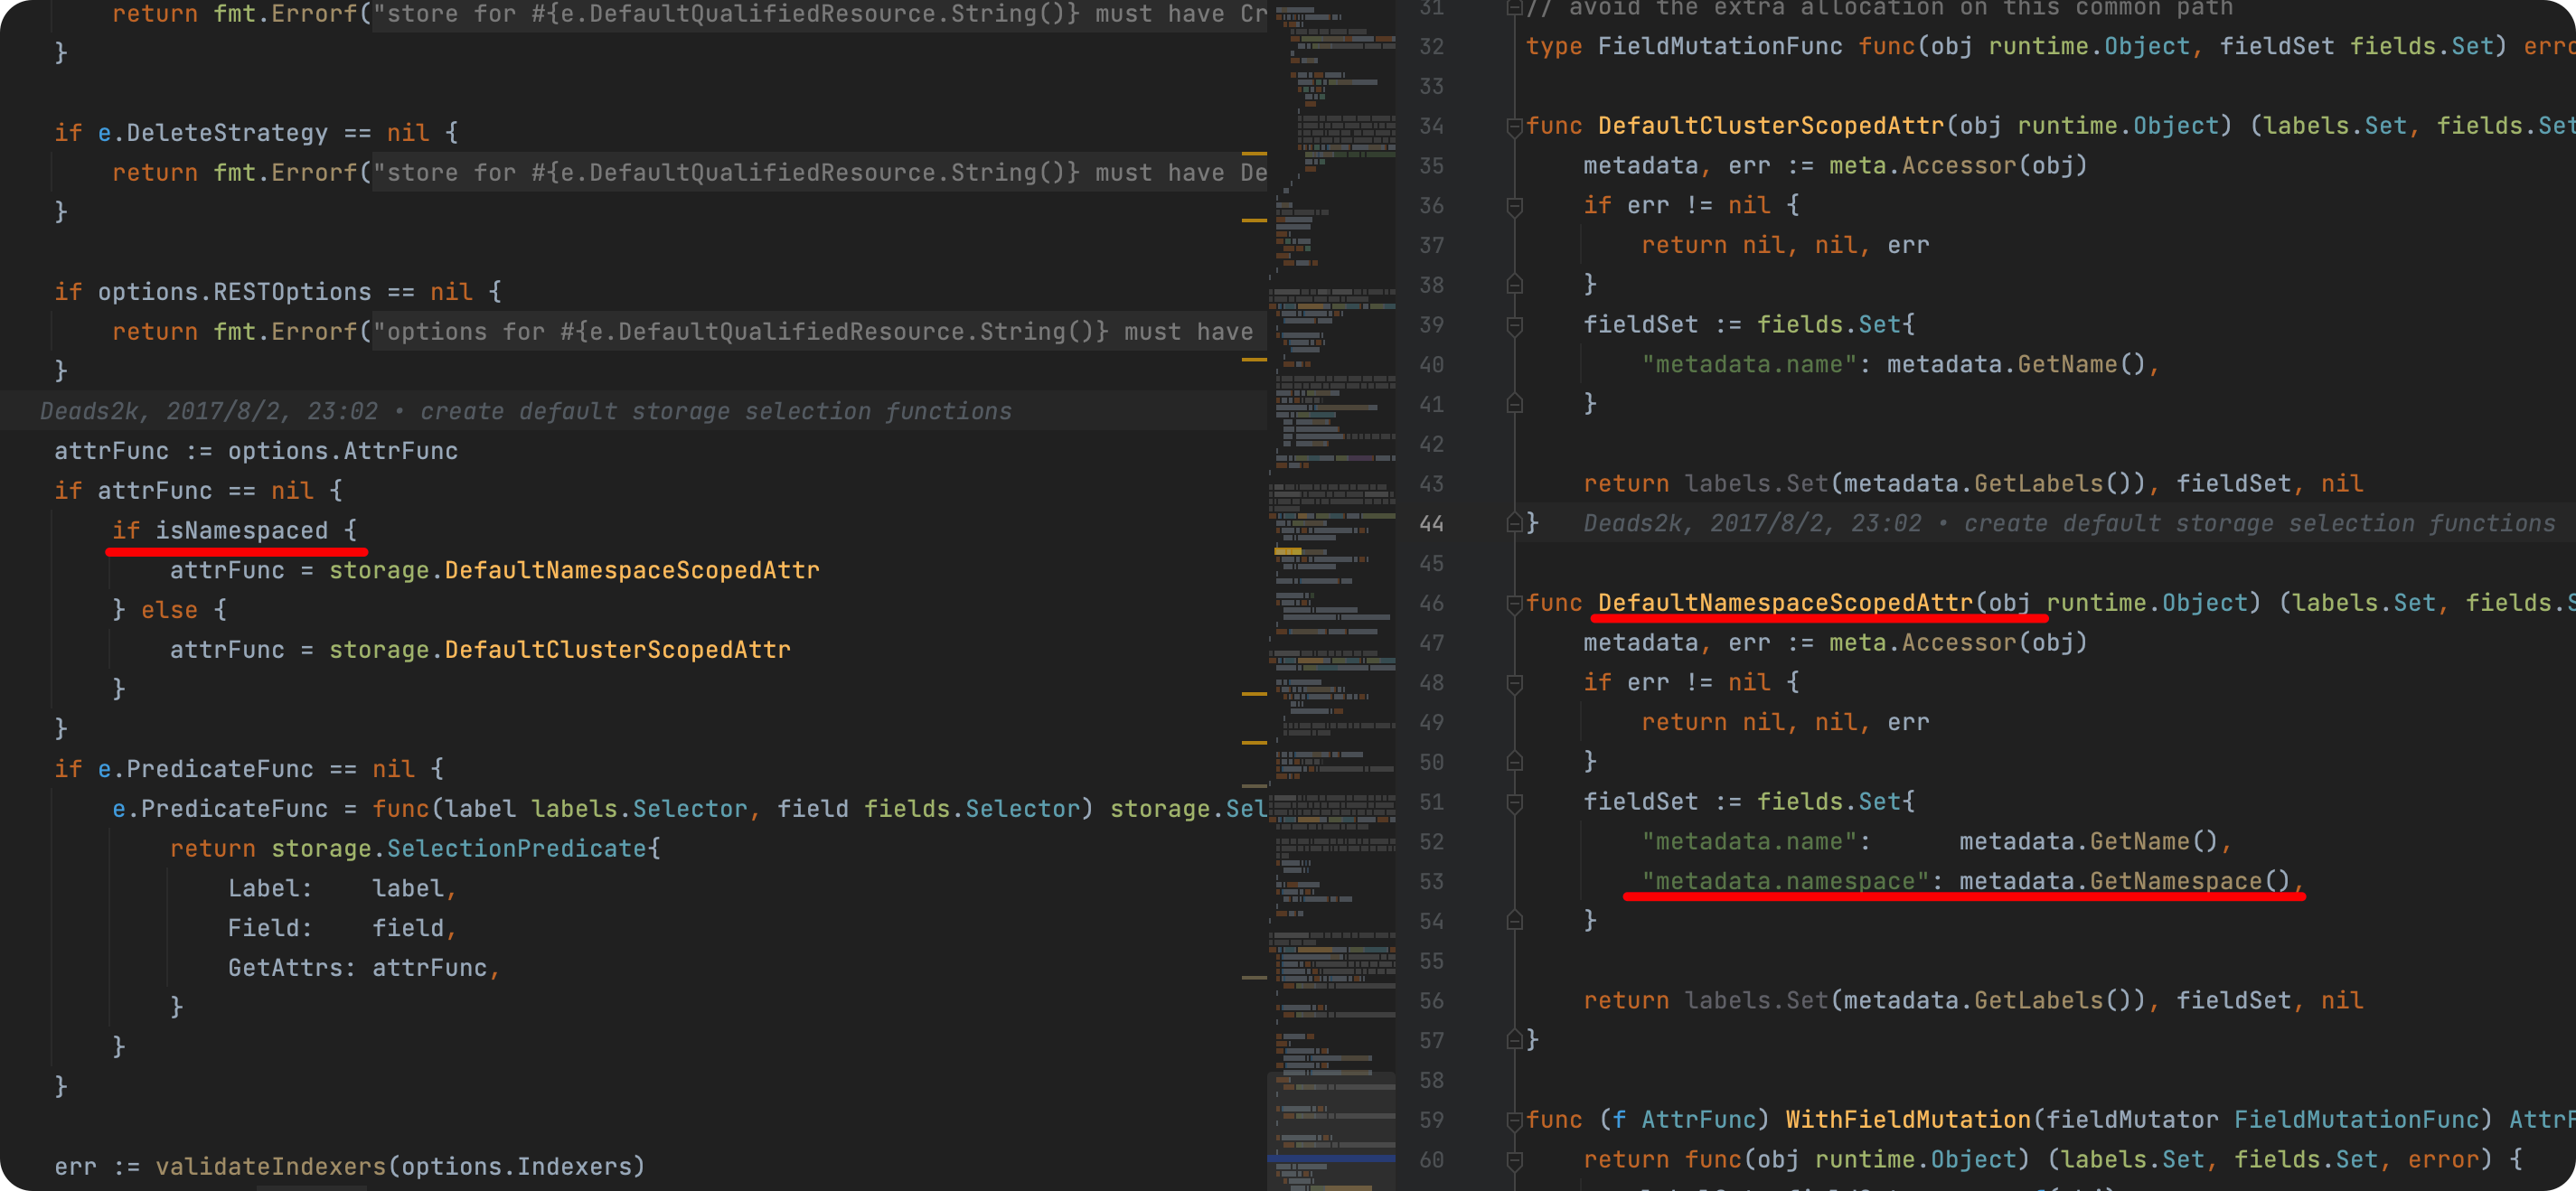 return fmt.Errorf("store for #{e.DefaultQualifiedResource.String()} must have Cr
}
if e.DeleteStrategy == nil {
return fmt.Errorf("store for #{e.DefaultQualifiedResource.String()} must have De
}
if options.RESTOptions == nil {
return fmt.Errorf("options for #{e.DefaultQualifiedResource.String()} must have
}
Deads2k, 2017/8/2, 23:02 • create default storage selection functions
attrFunc := options.AttrFunc
if attrFunc == nil {
if isNamespaced {
attrFunc = storage.DefaultNamespaceScopedAttr
} else {
attrFunc = storage.DefaultClusterScopedAttr
}
}
if e.PredicateFunc == nil {
e.PredicateFunc = func(label labels.Selector, field fields.Selector) storage.Sel
return storage.SelectionPredicate{
Label:    label,
Field:    field,
GetAttrs: attrFunc,
}
}
}
err := validateIndexers(options.Indexers)
31 // avoid the extra allocation on this common path
32 type FieldMutationFunc func(obj runtime.Object, fieldSet fields.Set) erro
33
34 func DefaultClusterScopedAttr(obj runtime.Object) (labels.Set, fields.Set
35 metadata, err := meta.Accessor(obj)
36 if err != nil {
37 return nil, nil, err
38 }
39 fieldSet := fields.Set{
40 "metadata.name": metadata.GetName(),
41 }
42
43 return labels.Set(metadata.GetLabels()), fieldSet, nil
44 } Deads2k, 2017/8/2, 23:02 • create default storage selection functions
45
46 func DefaultNamespaceScopedAttr(obj runtime.Object) (labels.Set, fields.S
47 metadata, err := meta.Accessor(obj)
48 if err != nil {
49 return nil, nil, err
50 }
51 fieldSet := fields.Set{
52 "metadata.name":      metadata.GetName(),
53 "metadata.namespace": metadata.GetNamespace(),
54 }
55
56 return labels.Set(metadata.GetLabels()), fieldSet, nil
57 }
58
59 func (f AttrFunc) WithFieldMutation(fieldMutator FieldMutationFunc) AttrF
60 return func(obj runtime.Object) (labels.Set, fields.Set, error) {